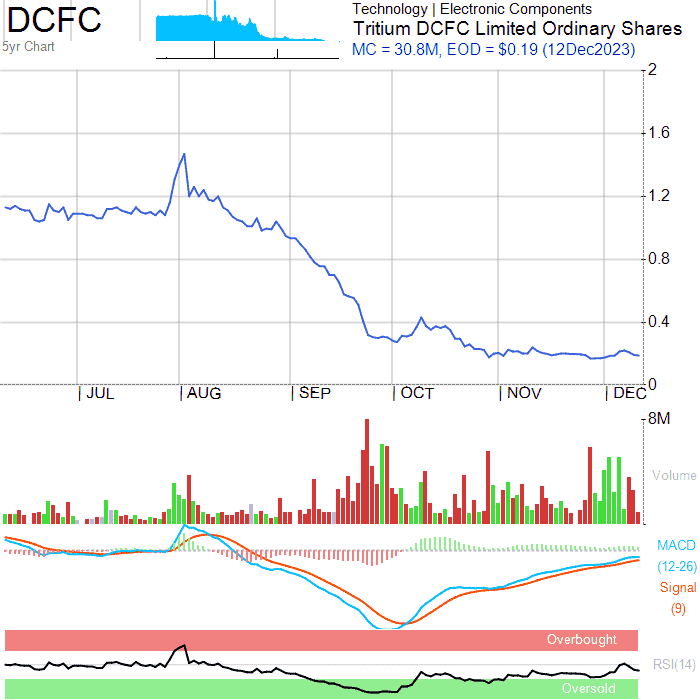 DCFC
5yr Chart
Technology | Electronic Components
Tritium DCFC Limited Ordinary Shares
MC = 30.8M, EOD = $0.19 (12Dec2023)
2
1.6
1.2
0.8
0.4
0
JUL AUG SEP OCT NOV DEC
8M
Volume
MACD
(12-26)
Signal
(9)
Overbought
RSI(14)
Oversold